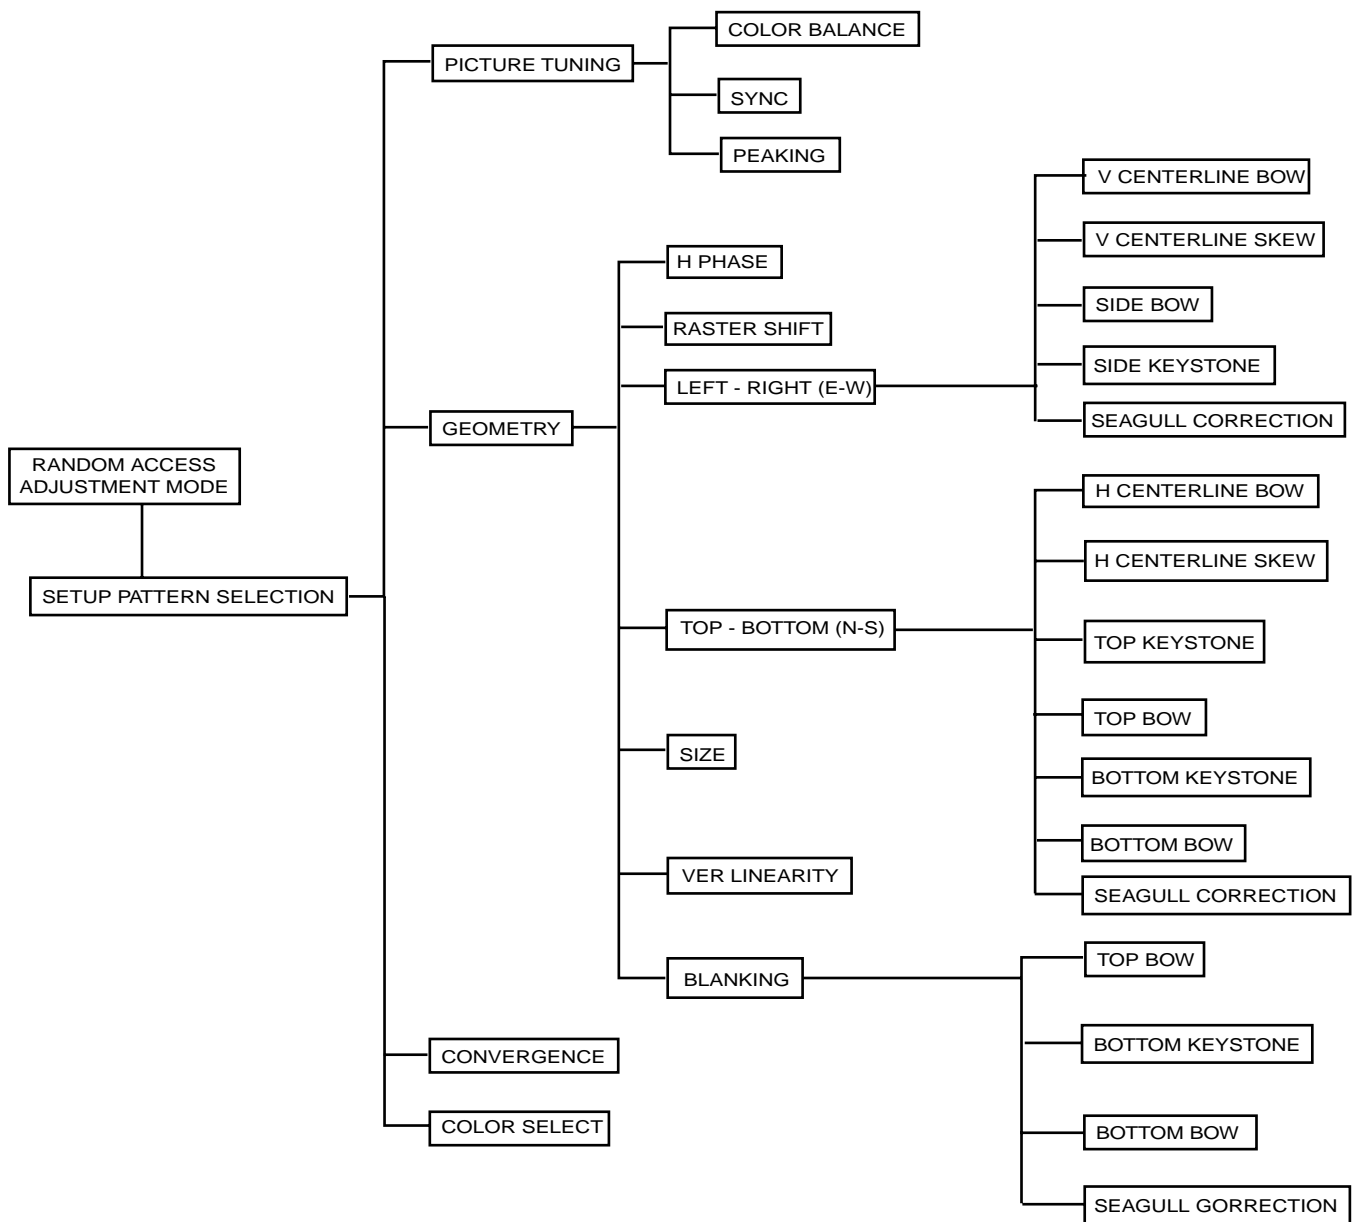 RANDOM ACCESS
ADJUSTMENT MODE
SETUP PATTERN SELECTION
PICTURE TUNING
COLOR BALANCE
SYNC
PEAKING
GEOMETRY
H PHASE
RASTER SHIFT
LEFT - RIGHT (E-W)
V CENTERLINE BOW
V CENTERLINE SKEW
SIDE BOW
SIDE KEYSTONE
SEAGULL CORRECTION
TOP - BOTTOM (N-S)
H CENTERLINE BOW
H CENTERLINE SKEW
TOP KEYSTONE
TOP BOW
BOTTOM KEYSTONE
BOTTOM BOW
SEAGULL CORRECTION
SIZE
VER LINEARITY
BLANKING
TOP BOW
BOTTOM KEYSTONE
BOTTOM BOW
SEAGULL GORRECTION
CONVERGENCE
COLOR SELECT